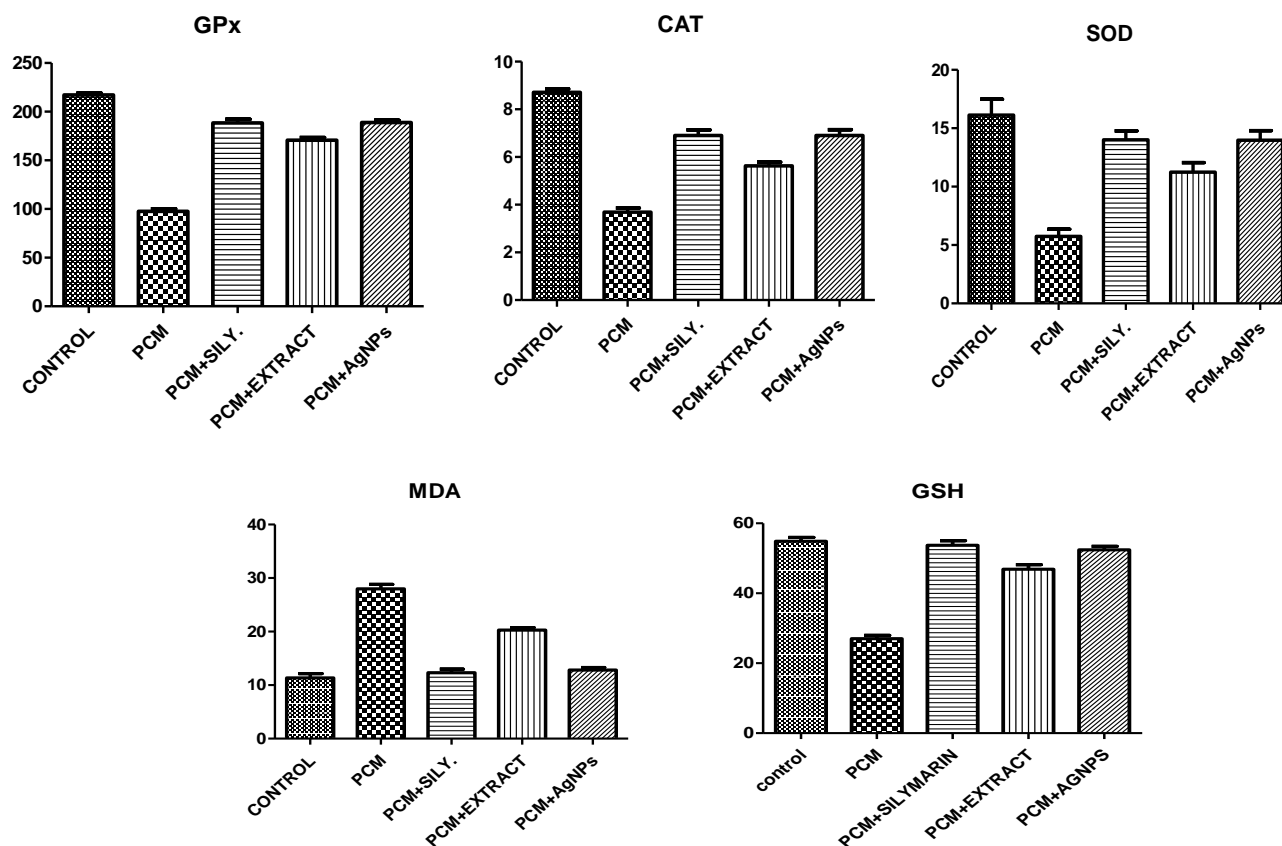 GPx
250
200
150
100
50
0
CONTROL
PCM
PCM+SILY.
PCM+EXTRACT
PCM+AgNPs
CAT
10
8
6
4
2
0
CONTROL
PCM
PCM+SILY.
PCM+EXTRACT
PCM+AgNPs
SOD
20
15
10
5
0
CONTROL
PCM
PCM+SILY.
PCM+EXTRACT
PCM+AgNPs
MDA
40
30
20
10
0
CONTROL
PCM
PCM+SILY.
PCM+EXTRACT
PCM+AgNPs
GSH
60
40
20
0
control
PCM
PCM+SILYMARIN
PCM+EXTRACT
PCM+AGNPS